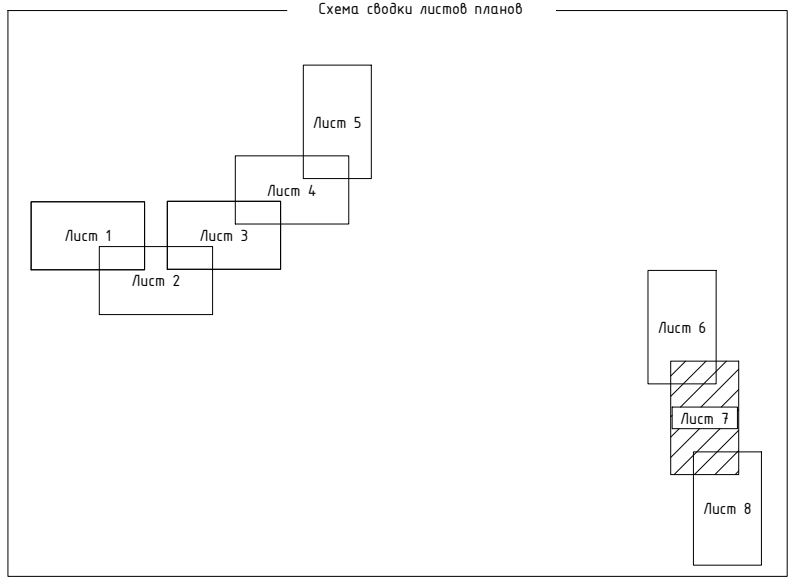 Схема сводки листов планов
Лист 5
Лист 4
Лист 1
Лист 3
Лист 2
Лист 6
Лист 7
Лист 8